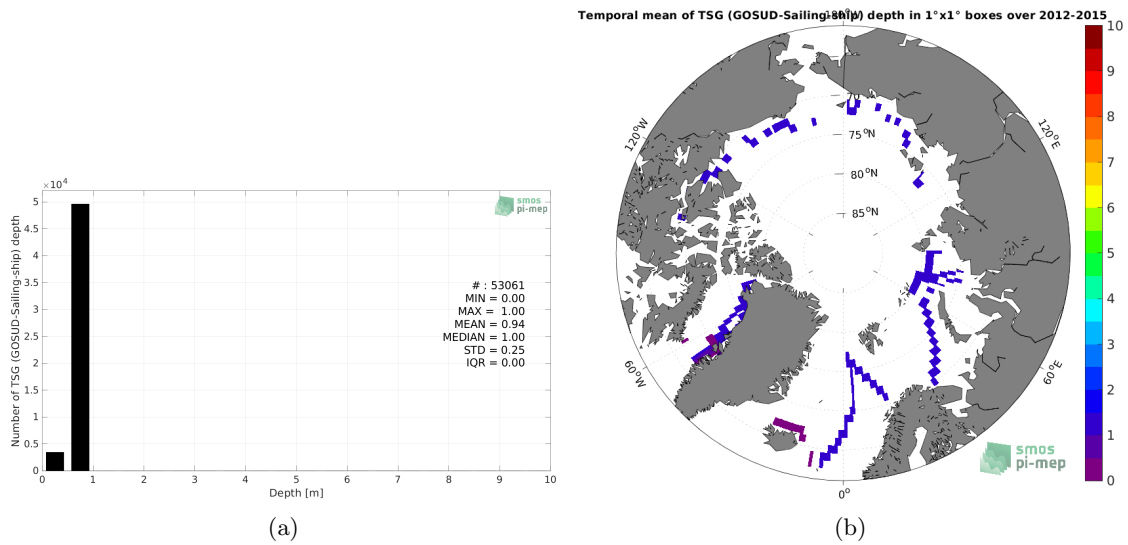 Temporal mean of TSG (GOSUD-Sailing-ship) depth in 1°x1° boxes over 2012-2015
180°W
70
75°N
80°N
85°N
120°W
120°E
60°W
60°E
0°
10
9
8
7
6
5
4
3
2
1
0
smos
pi-mep
×10⁴
5
4.5
4
3.5
3
2.5
2
1.5
1
0.5
0
Number of TSG (GOSUD-Sailing-ship) depth
smos
pi-mep
# : 53061
MIN = 0.00
MAX = 1.00
MEAN = 0.94
MEDIAN = 1.00
STD = 0.25
IQR = 0.00
0 1 2 3 4 5 6 7 8 9 10
Depth [m]
(a)
(b)